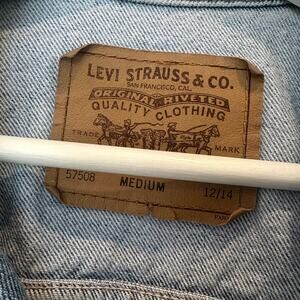 LEVI STRAUSS & CO.
SAN FRANCISCO, CAL.
ORIGINAL RIVETED
QUALITY CLOTHING
TRADE MARK
57508 MEDIUM 12/14